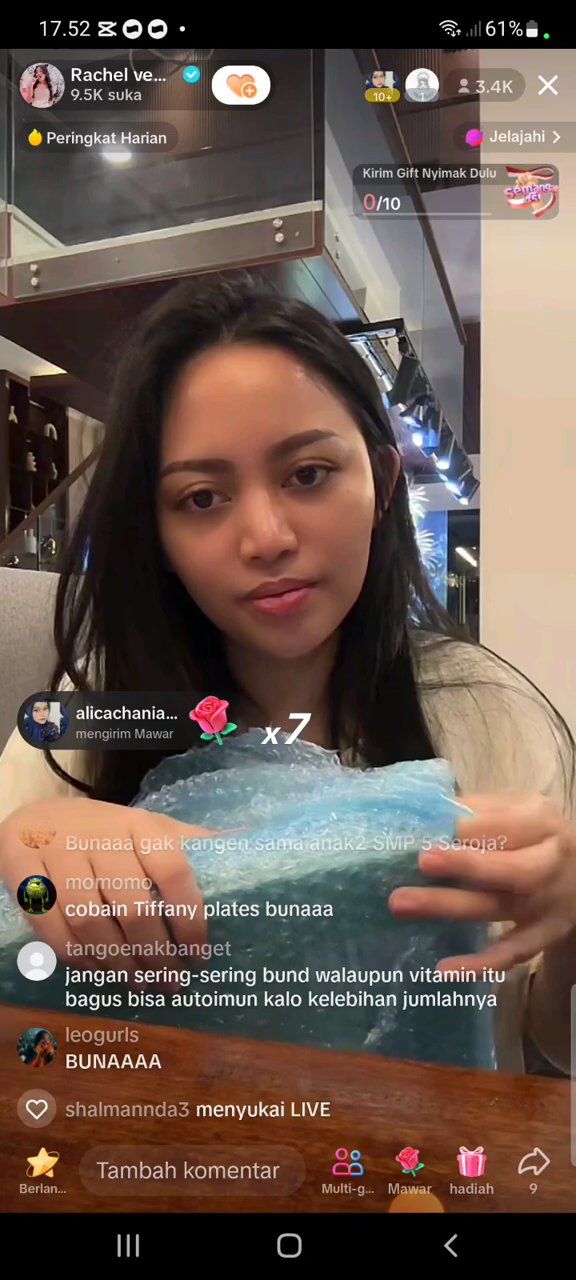 17.52
61%
Rachel ve...
9.5K suka
10+
1
3.4K
Peringkat Harian
Jelajahi
Kirim Gift Nyimak Dulu
0/10
alicachania...
mengirim Mawar
x7
Bunaaa gak kangen sama anak2 SMP 5 Seroja?
momomo
cobain Tiffany plates bunaaa
tangoenakbanget
jangan sering-sering bund walaupun vitamin itu
bagus bisa autoimun kalo kelebihan jumlahnya
leogurls
BUNAAAA
shalmannda3 menyukai LIVE
Berlan...
Tambah komentar
Multi-g...
Mawar
hadiah
9